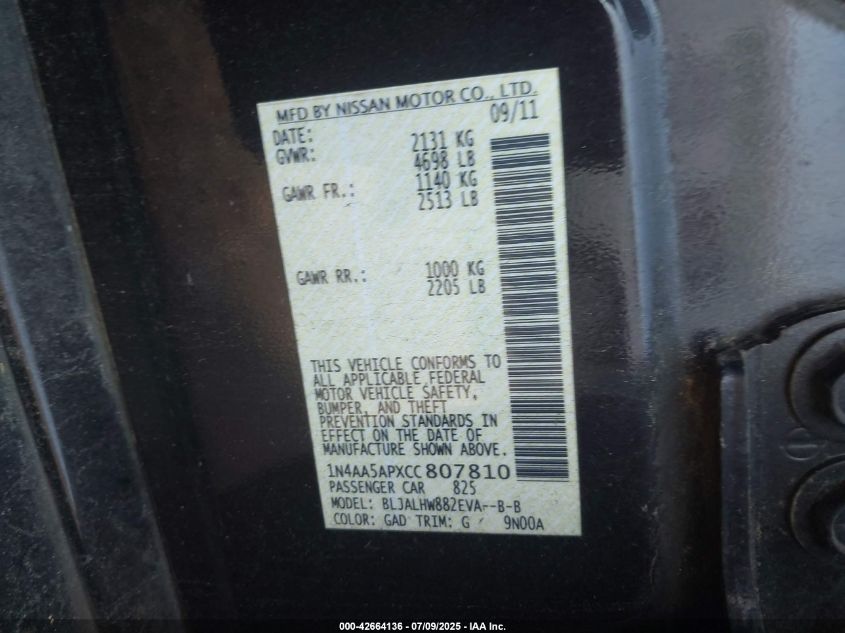 MFD BY NISSAN MOTOR CO., LTD.
DATE: 09/11
GVWR: 2131 KG
4698 LB
GAWR FR.: 1140 KG
2513 LB
GAWR RR.: 1000 KG
2205 LB
THIS VEHICLE CONFORMS TO
ALL APPLICABLE FEDERAL
MOTOR VEHICLE SAFETY,
BUMPER, AND THEFT
PREVENTION STANDARDS IN
EFFECT ON THE DATE OF
MANUFACTURE SHOWN ABOVE.
1N4AA5APXCC807810
PASSENGER CAR 825
MODEL: BLJALHW882EVA--B-B
COLOR: GAD TRIM: G 9N00A
000-42664136 - 07/09/2025 - IAA Inc.